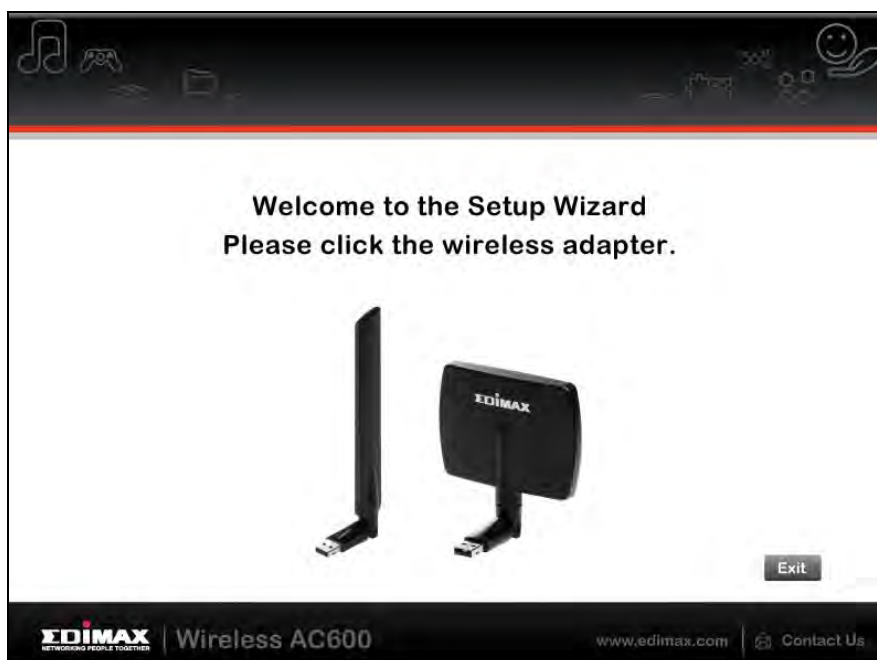 Welcome to the Setup Wizard
Please click the wireless adapter.
EDIMAX
Exit
EDIMAX
NETWORKING PEOPLE TOGETHER
Wireless AC600
www.edimax.com
Contact Us